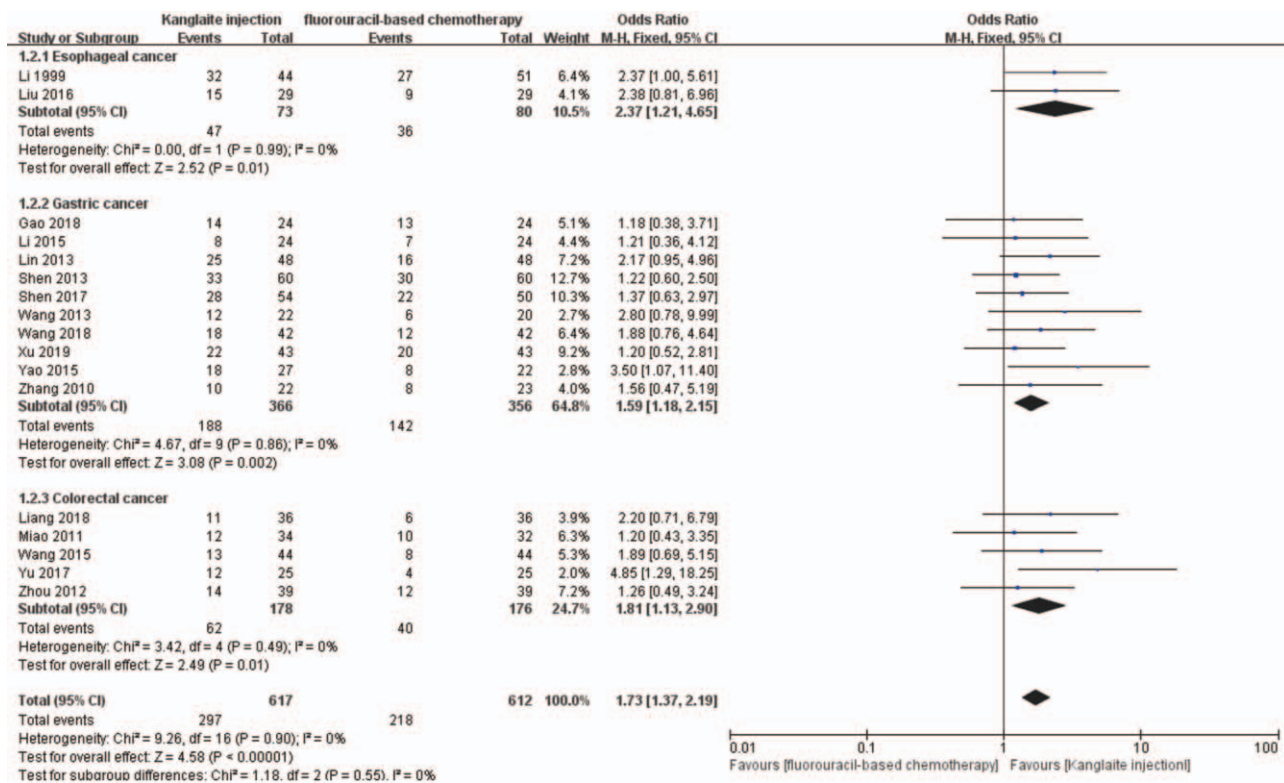 Kanglaite injection fluorouracil-based chemotherapy Odds Ratio Odds Ratio
Study or Subgroup Events Total Events Total Weight M-H, Fixed, 95% CI M-H, Fixed, 95% CI
1.2.1 Esophageal cancer
Li 1999 32 44 27 51 6.4% 2.37 [1.00, 5.61]
Liu 2016 15 29 9 29 4.1% 2.38 [0.81, 6.96]
Subtotal (95% CI) 73 80 10.5% 2.37 [1.21, 4.65]
Total events 47 36
Heterogeneity: Chi² = 0.00, df = 1 (P = 0.99); I² = 0%
Test for overall effect: Z = 2.52 (P = 0.01)
1.2.2 Gastric cancer
Gao 2018 14 24 13 24 5.1% 1.18 [0.38, 3.71]
Li 2015 8 24 7 24 4.4% 1.21 [0.36, 4.12]
Lin 2013 25 48 16 48 7.2% 2.17 [0.95, 4.96]
Shen 2013 33 60 30 60 12.7% 1.22 [0.60, 2.50]
Shen 2017 28 54 22 50 10.3% 1.37 [0.63, 2.97]
Wang 2013 12 22 6 20 2.7% 2.80 [0.78, 9.99]
Wang 2018 18 42 12 42 6.4% 1.88 [0.76, 4.64]
Xu 2019 22 43 20 43 9.2% 1.20 [0.52, 2.81]
Yao 2015 18 27 8 22 2.8% 3.50 [1.07, 11.40]
Zhang 2010 10 22 8 23 4.0% 1.56 [0.47, 5.19]
Subtotal (95% CI) 366 356 64.8% 1.59 [1.18, 2.15]
Total events 188 142
Heterogeneity: Chi² = 4.67, df = 9 (P = 0.86); I² = 0%
Test for overall effect: Z = 3.08 (P = 0.002)
1.2.3 Colorectal cancer
Liang 2018 11 36 6 36 3.9% 2.20 [0.71, 6.79]
Miao 2011 12 34 10 32 6.3% 1.20 [0.43, 3.35]
Wang 2015 13 44 8 44 5.3% 1.89 [0.69, 5.15]
Yu 2017 12 25 4 25 2.0% 4.85 [1.29, 18.25]
Zhou 2012 14 39 12 39 7.2% 1.26 [0.49, 3.24]
Subtotal (95% CI) 178 176 24.7% 1.81 [1.13, 2.90]
Total events 62 40
Heterogeneity: Chi² = 3.42, df = 4 (P = 0.49); I² = 0%
Test for overall effect: Z = 2.49 (P = 0.01)
Total (95% CI) 617 612 100.0% 1.73 [1.37, 2.19]
Total events 297 218
Heterogeneity: Chi² = 9.26, df = 16 (P = 0.90); I² = 0%
Test for overall effect: Z = 4.58 (P < 0.00001)
Test for subgroup differences: Chi² = 1.18, df = 2 (P = 0.55), I² = 0%
0.01 0.1 1 10 100
Favours [fluorouracil-based chemotherapy] Favours [Kanglaite injectionl]